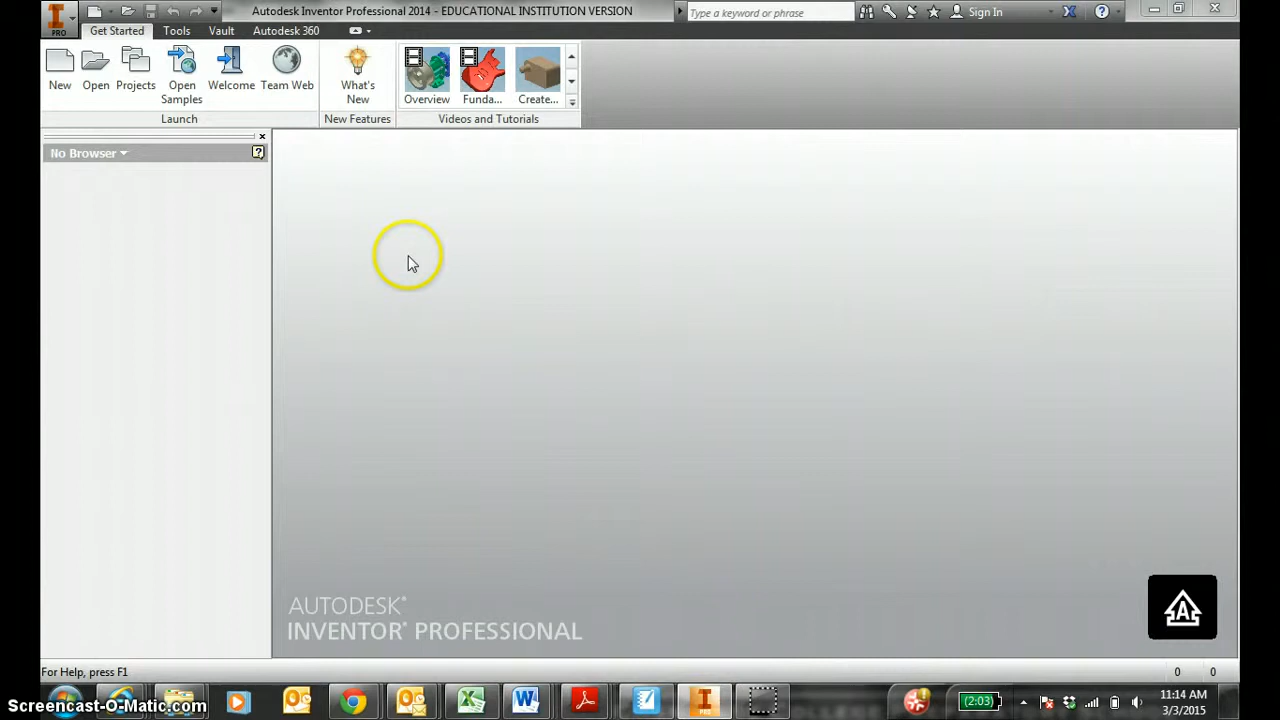 Autodesk Inventor Professional 2014 - EDUCATIONAL INSTITUTION VERSION
Type a keyword or phrase
Sign In
PRO
Get Started
Tools
Vault
Autodesk 360
New
Open
Projects
Open Samples
Welcome
Team Web
What's New
Overview
Funda...
Create...
Launch
New Features
Videos and Tutorials
No Browser
AUTODESK®
INVENTOR® PROFESSIONAL
A
For Help, press F1
0
0
(2:03)
11:14 AM
3/3/2015
Screencast-O-Matic.com